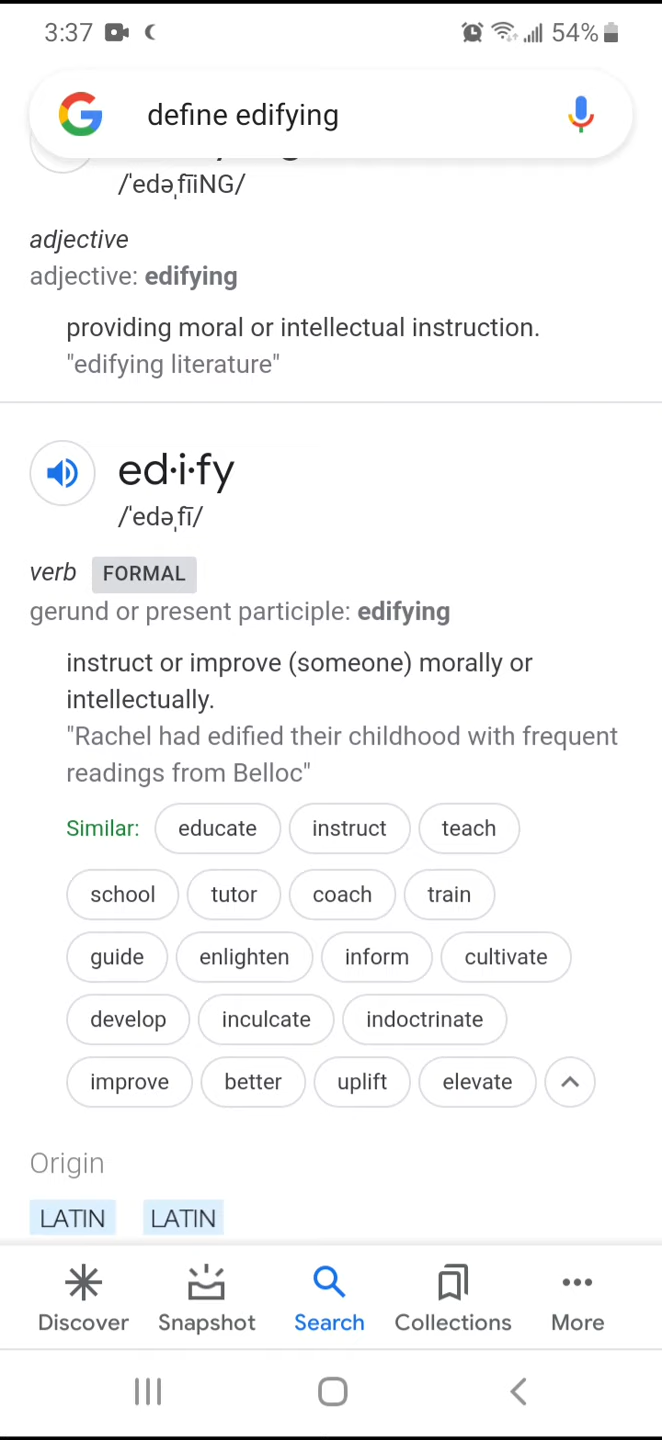 3:37 54%
define edifying
/ˈedəˌfīiNG/
adjective
adjective: edifying
providing moral or intellectual instruction.
"edifying literature"
ed·i·fy
/ˈedəˌfī/
verb FORMAL
gerund or present participle: edifying
instruct or improve (someone) morally or
intellectually.
"Rachel had edified their childhood with frequent
readings from Belloc"
Similar: educate instruct teach
school tutor coach train
guide enlighten inform cultivate
develop inculcate indoctrinate
improve better uplift elevate
Origin
LATIN LATIN
Discover Snapshot Search Collections More